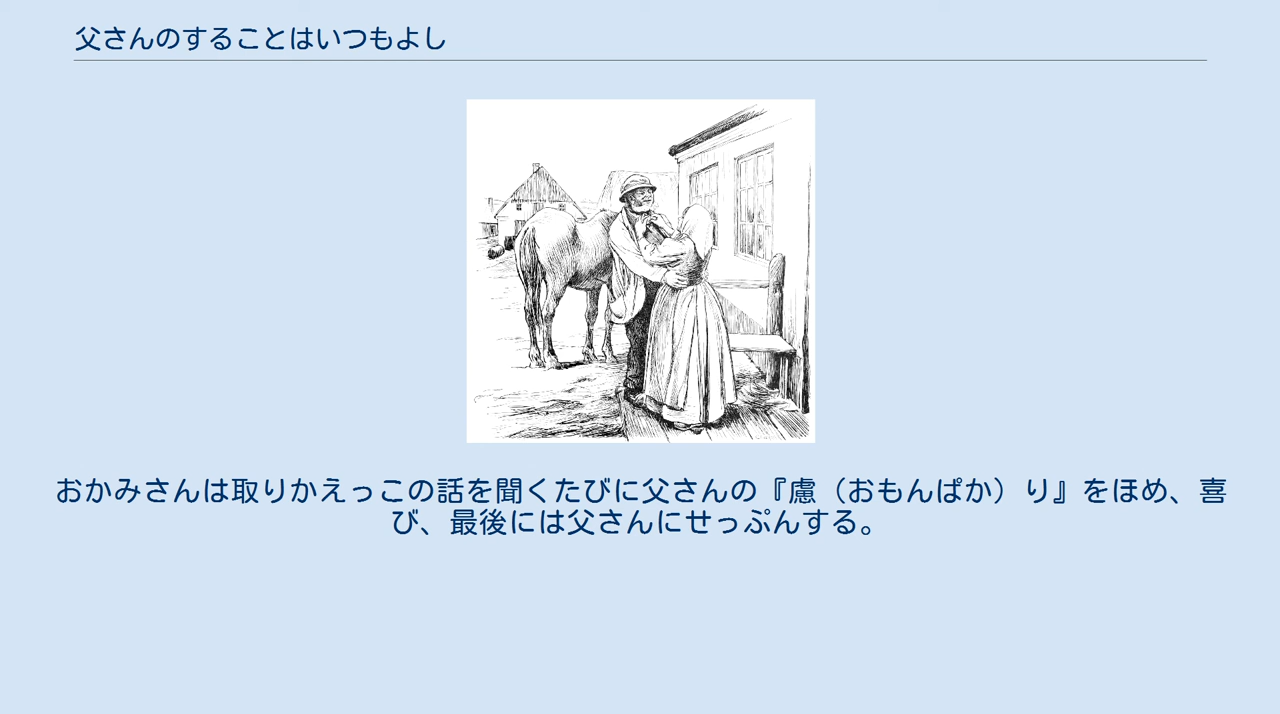 父さんのすることはいつもよし
おかみさんは取りかえっこの話を聞くたびに父さんの『慮（おもんぱか）り』をほめ、喜
び、最後には父さんにせっぷんする。